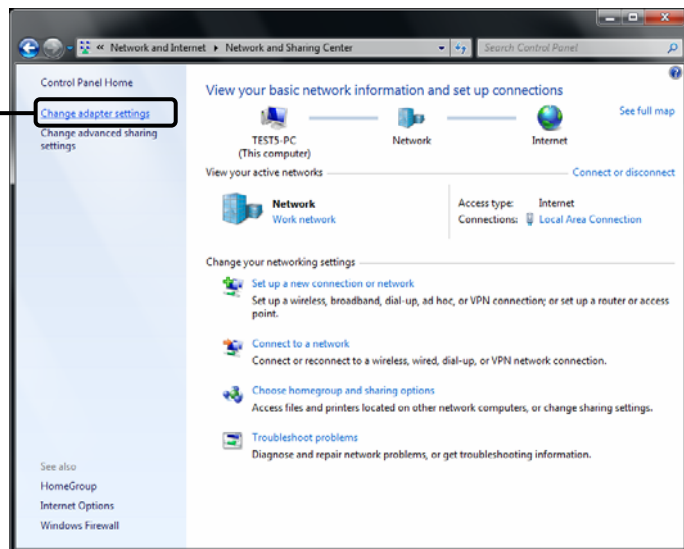 « Network and Internet ▸ Network and Sharing Center
Search Control Panel
Control Panel Home
Change adapter settings
Change advanced sharing
settings
See also
HomeGroup
Internet Options
Windows Firewall
View your basic network information and set up connections
See full map
TEST5-PC
(This computer)
Network
Internet
View your active networks
Connect or disconnect
Network
Work network
Access type: Internet
Connections: Local Area Connection
Change your networking settings
Set up a new connection or network
Set up a wireless, broadband, dial-up, ad hoc, or VPN connection; or set up a router or access
point.
Connect to a network
Connect or reconnect to a wireless, wired, dial-up, or VPN network connection.
Choose homegroup and sharing options
Access files and printers located on other network computers, or change sharing settings.
Troubleshoot problems
Diagnose and repair network problems, or get troubleshooting information.